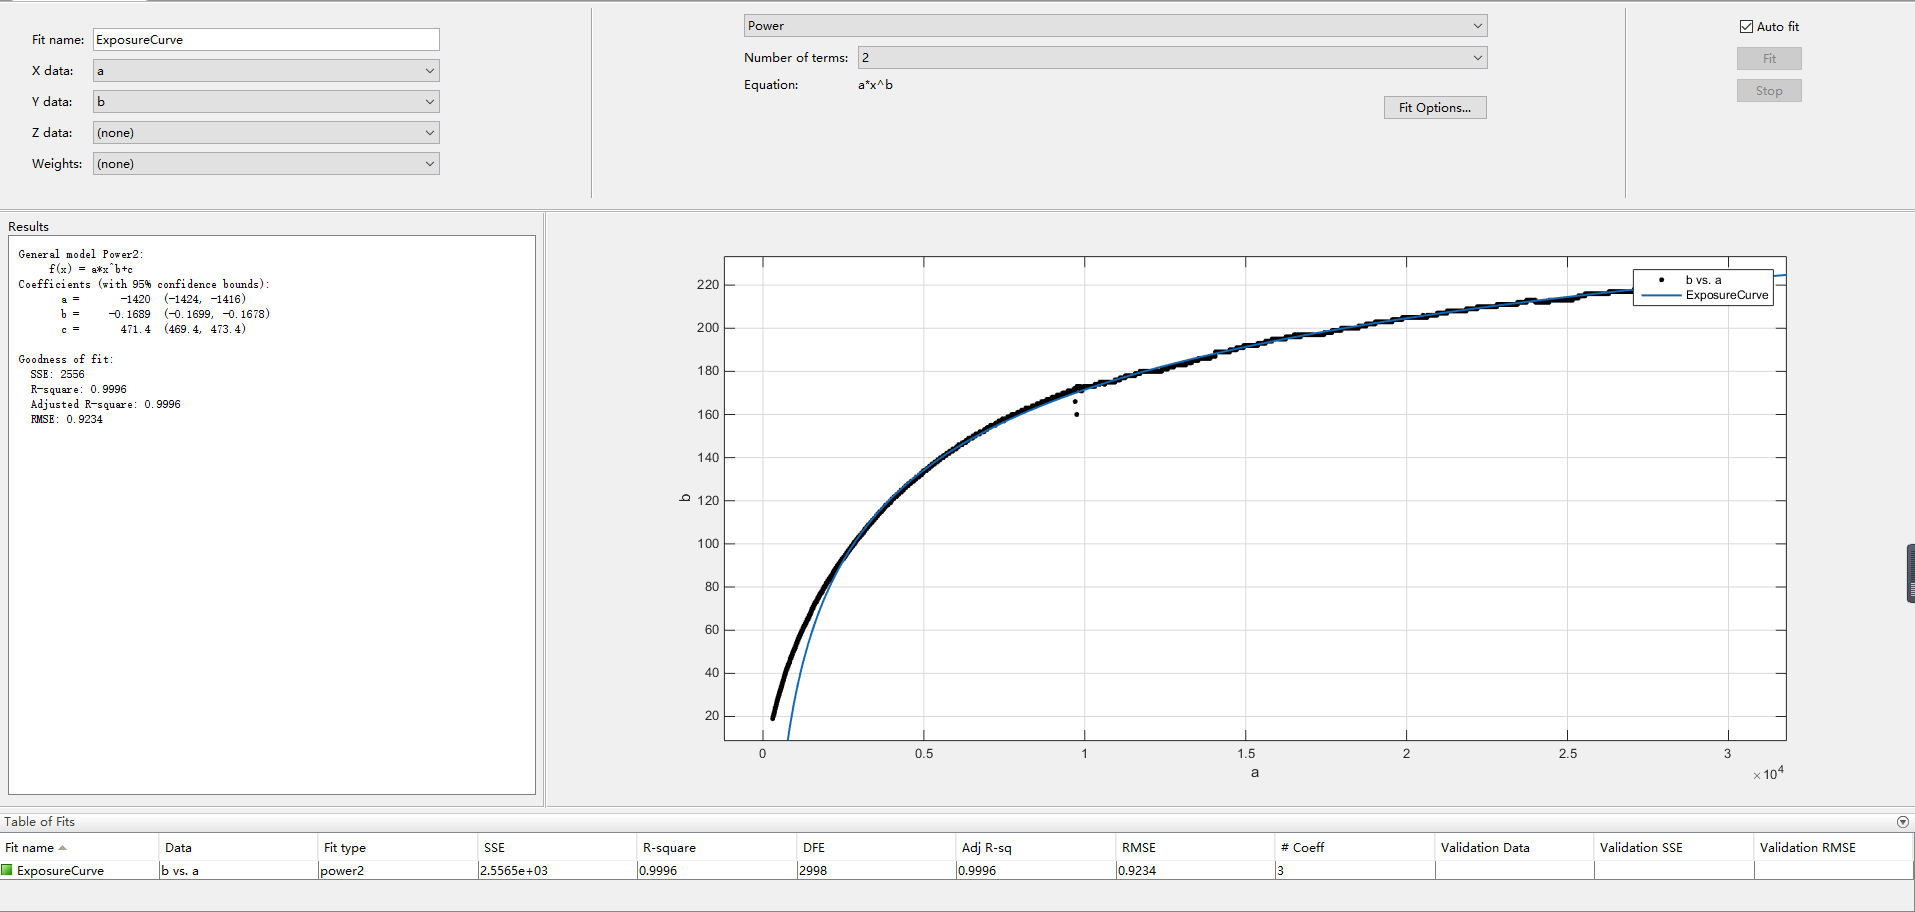 Fit name: ExposureCurve
X data: a
Y data: b
Z data: (none)
Weights: (none)
Power
Number of terms: 2
Equation: a*x^b
Fit Options...
Auto fit
Fit
Stop
Results
General model Power2:
f(x) = a*x^b+c
Coefficients (with 95% confidence bounds):
a = -1420 (-1424, -1416)
b = -0.1689 (-0.1699, -0.1678)
c = 471.4 (469.4, 473.4)
Goodness of fit:
SSE: 2556
R-square: 0.9996
Adjusted R-square: 0.9996
RMSE: 0.9234
220
200
180
160
140
120
100
80
60
40
20
b
0 0.5 1 1.5 2 2.5 3
a
×10^4
b vs. a
ExposureCurve
Table of Fits
Fit name Data Fit type SSE R-square DFE Adj R-sq RMSE # Coeff Validation Data Validation SSE Validation RMSE
ExposureCurve b vs. a power2 2.5565e+03 0.9996 2998 0.9996 0.9234 3